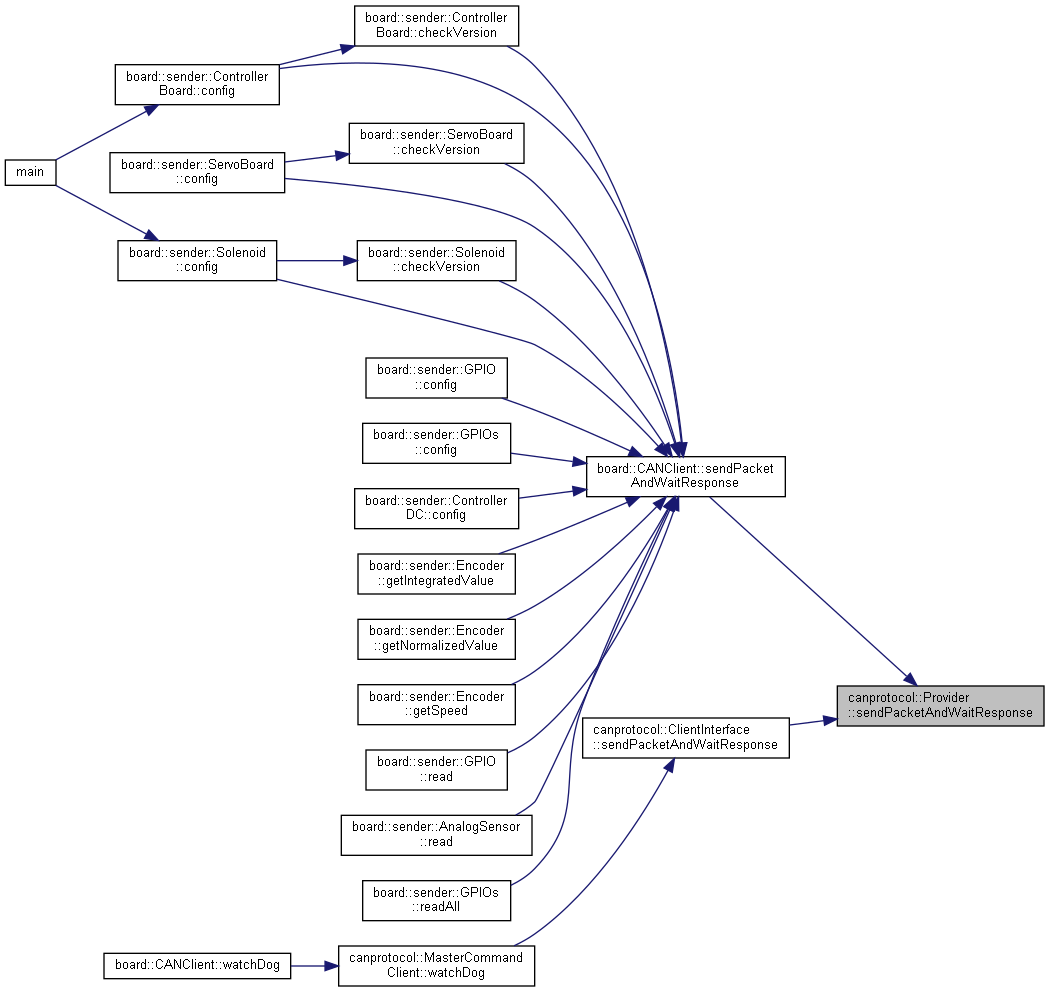 board::sender::Controller
Board::checkVersion
board::sender::Controller
Board::config
board::sender::ServoBoard
::checkVersion
board::sender::ServoBoard
::config
main
board::sender::Solenoid
::config
board::sender::Solenoid
::checkVersion
board::sender::GPIO
::config
board::sender::GPIOs
::config
board::CANClient::sendPacket
AndWaitResponse
board::sender::Controller
DC::config
board::sender::Encoder
::getIntegratedValue
board::sender::Encoder
::getNormalizedValue
board::sender::Encoder
::getSpeed
canprotocol::Provider
::sendPacketAndWaitResponse
canprotocol::ClientInterface
::sendPacketAndWaitResponse
board::sender::GPIO
::read
board::sender::AnalogSensor
::read
board::sender::GPIOs
::readAll
board::CANClient::watchDog
canprotocol::MasterCommand
Client::watchDog